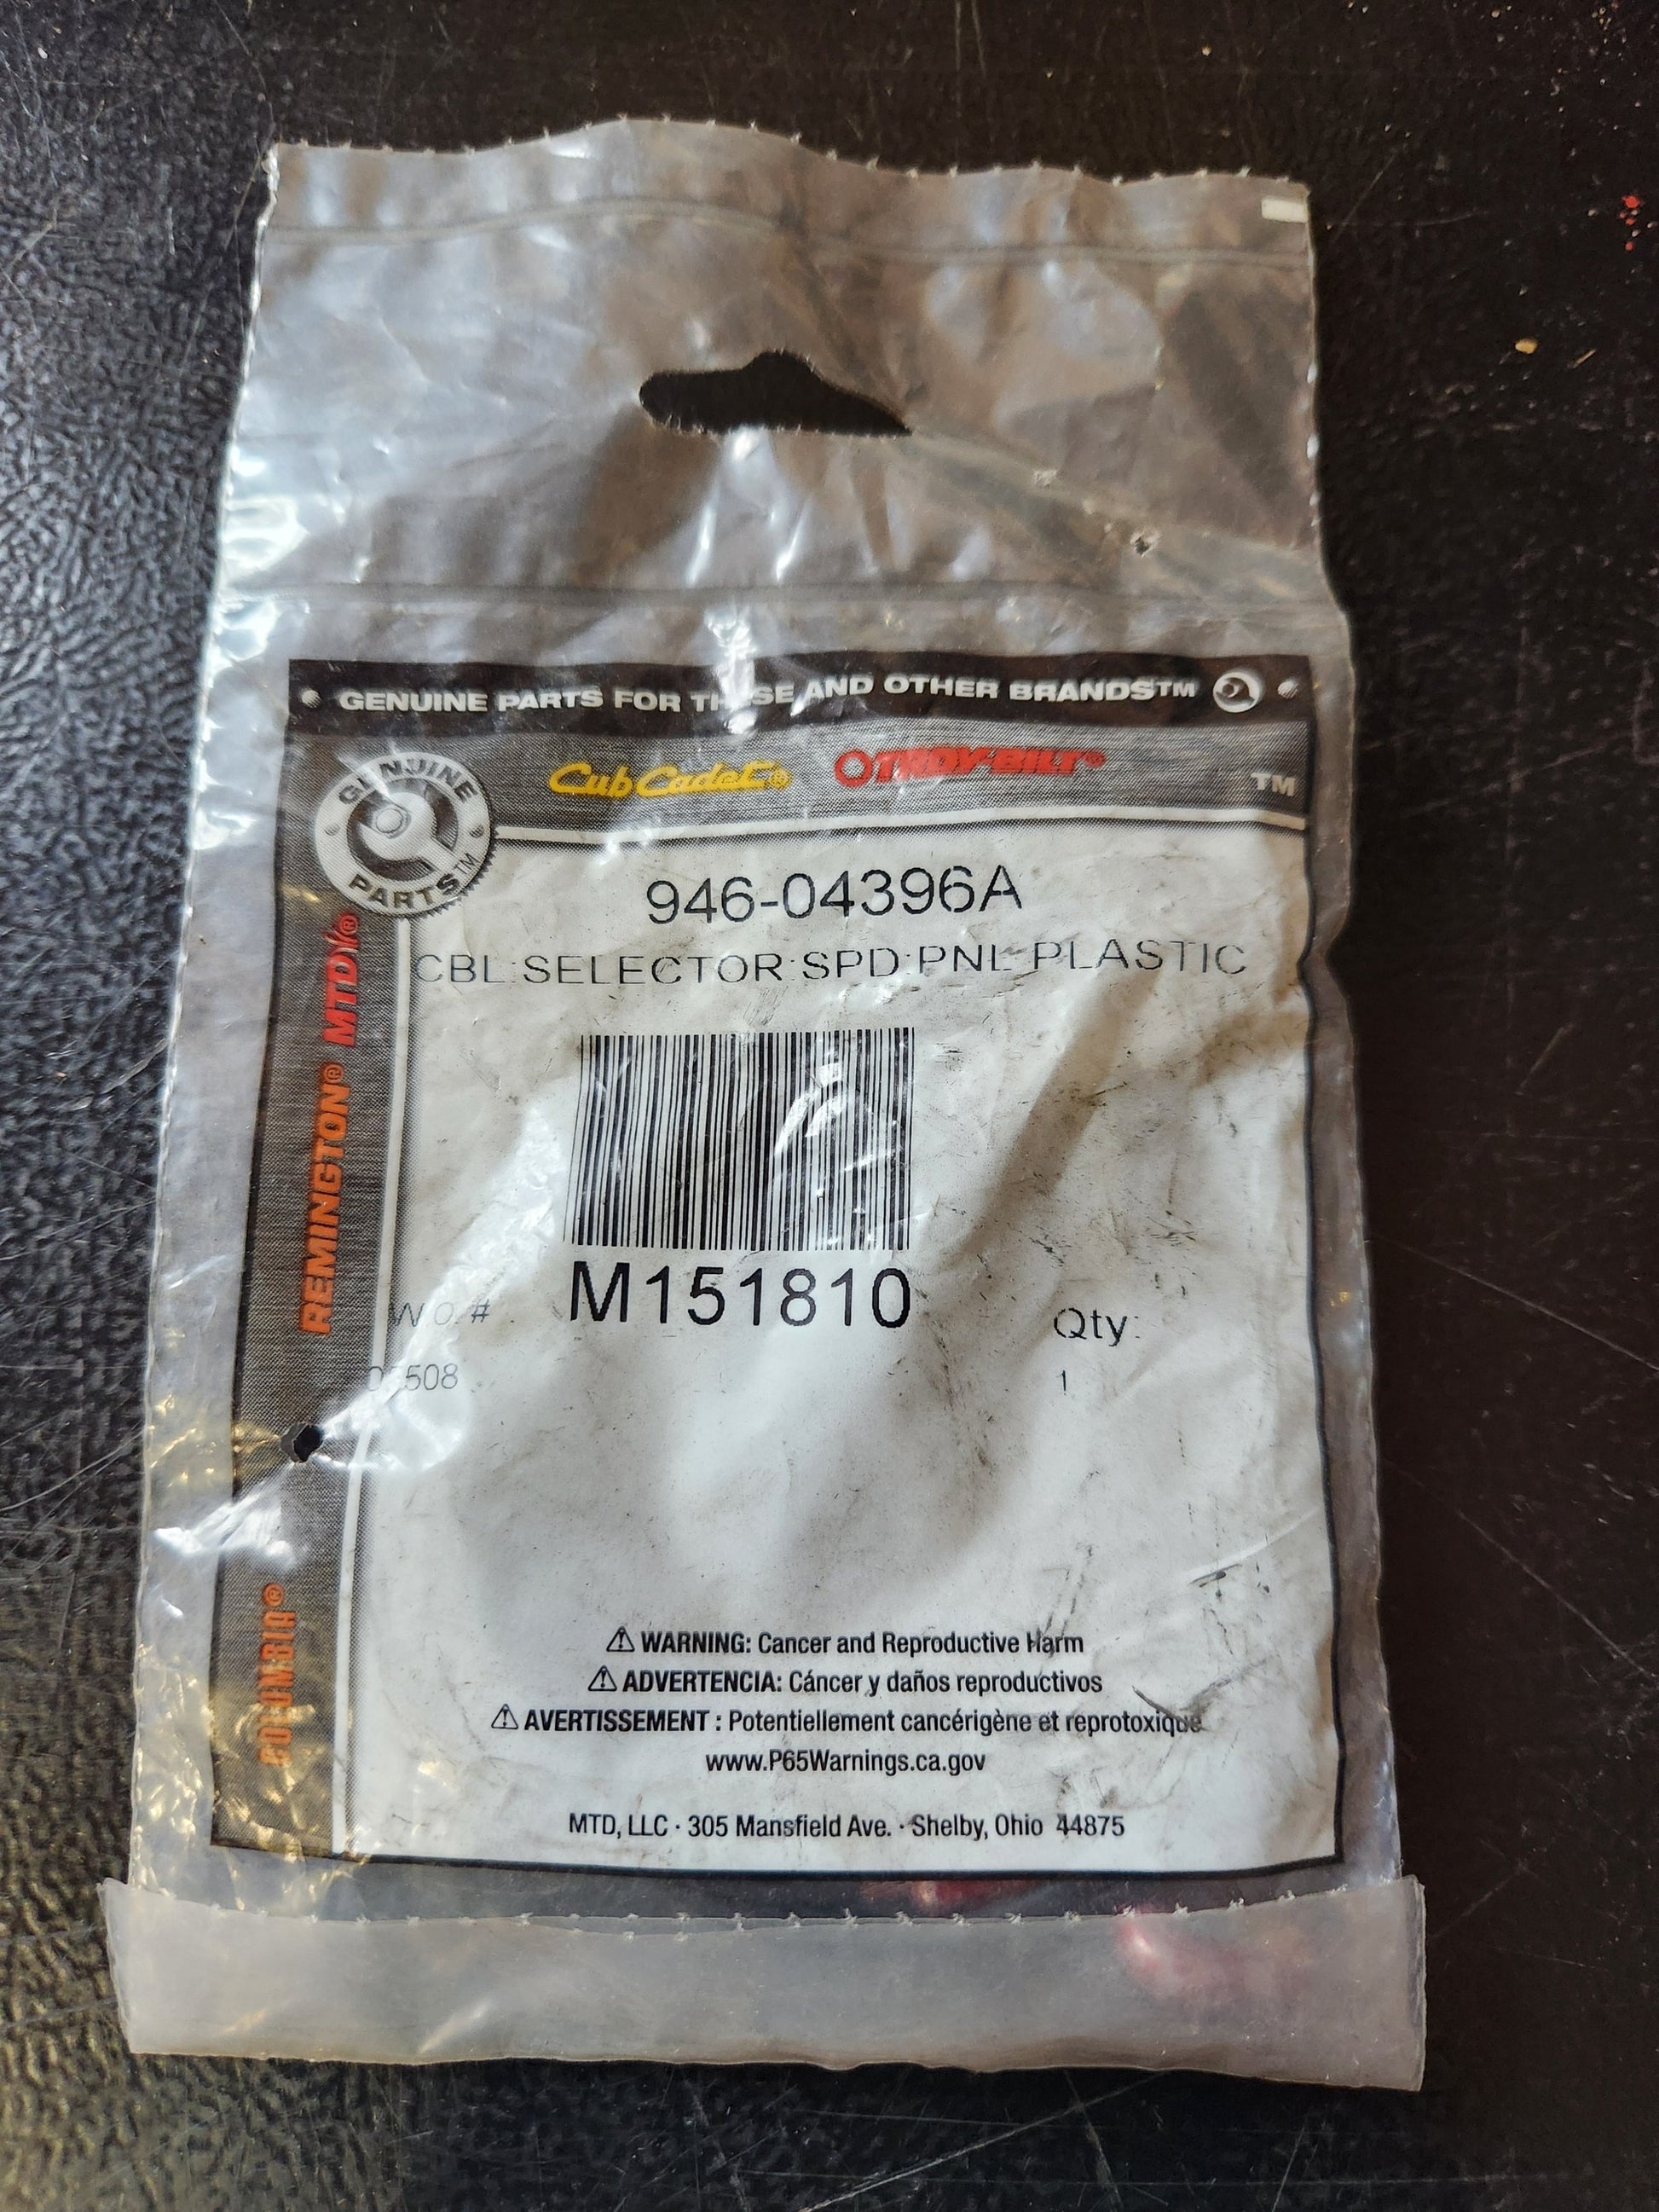 GENUINE PARTS FOR THESE AND OTHER BRANDS™
Cub Cadet® TROY-BILT® ™
GENUINE
PARTS™
946-04396A
CBL:SELECTOR:SPD:PNL PLASTIC
MTD®
REMINGTON®
COLUMBIA®
M151810
W.O.#
Qty:
1
⚠ WARNING: Cancer and Reproductive Harm
⚠ ADVERTENCIA: Cáncer y daños reproductivos
⚠ AVERTISSEMENT : Potentiellement cancérigène et reprotoxique
www.P65Warnings.ca.gov
MTD, LLC · 305 Mansfield Ave. · Shelby, Ohio 44875